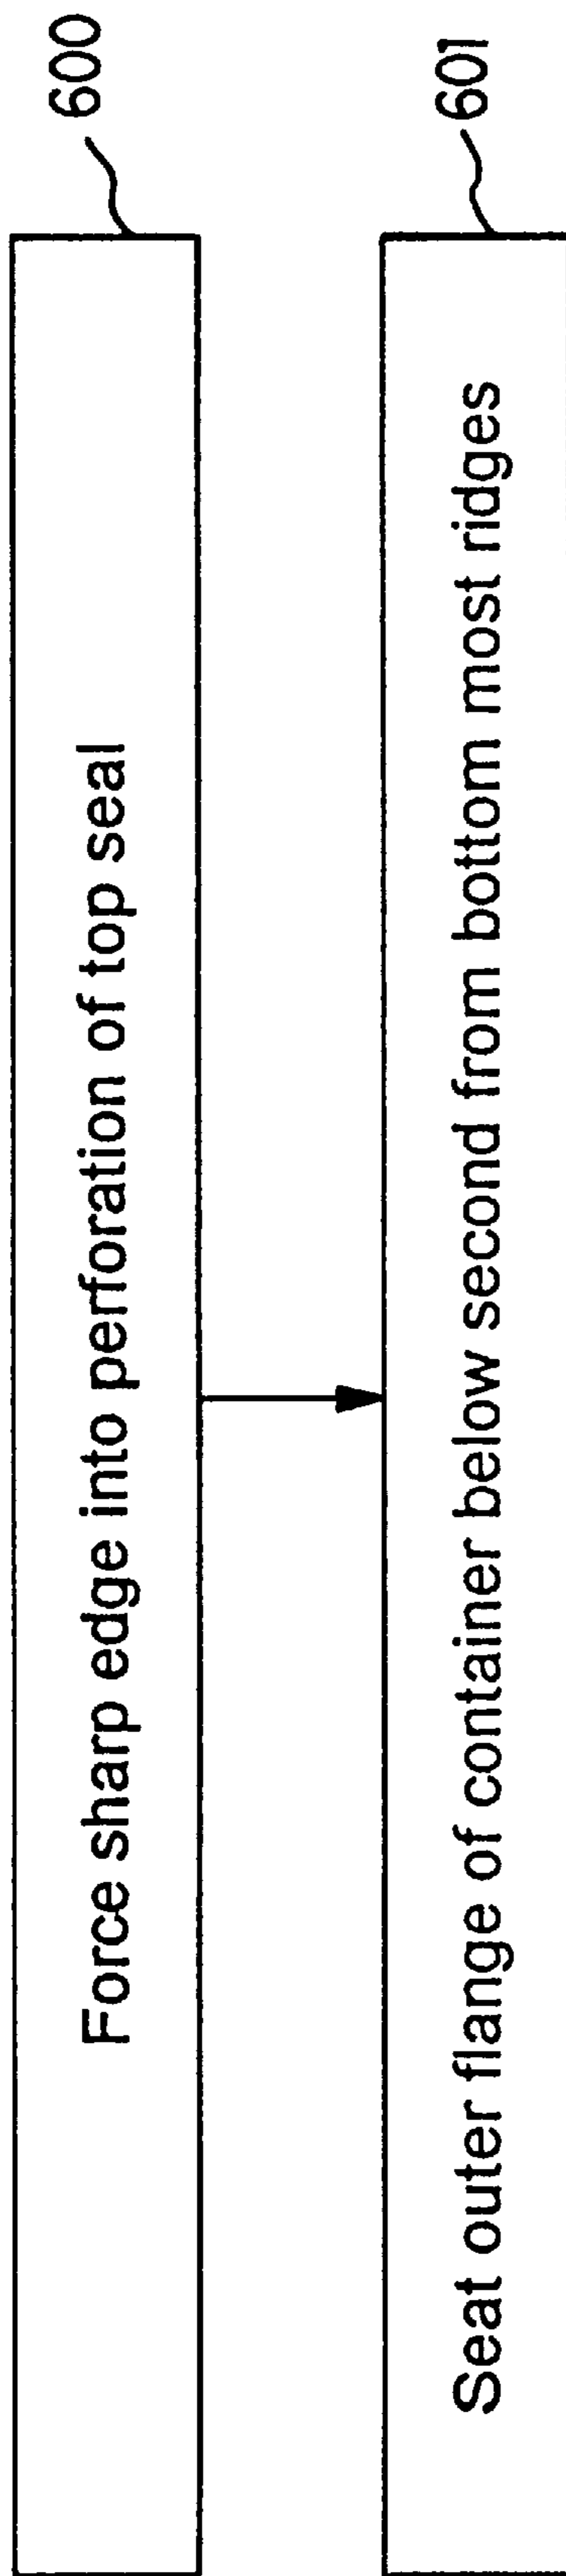 Force sharp edge into perforation of top seal
600
Seat outer flange of container below second from bottom most ridges
601